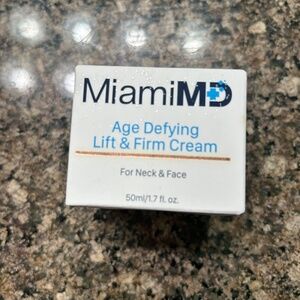 MiamiMD
Age Defying
Lift & Firm Cream
For Neck & Face
50ml/1.7 fl. oz.